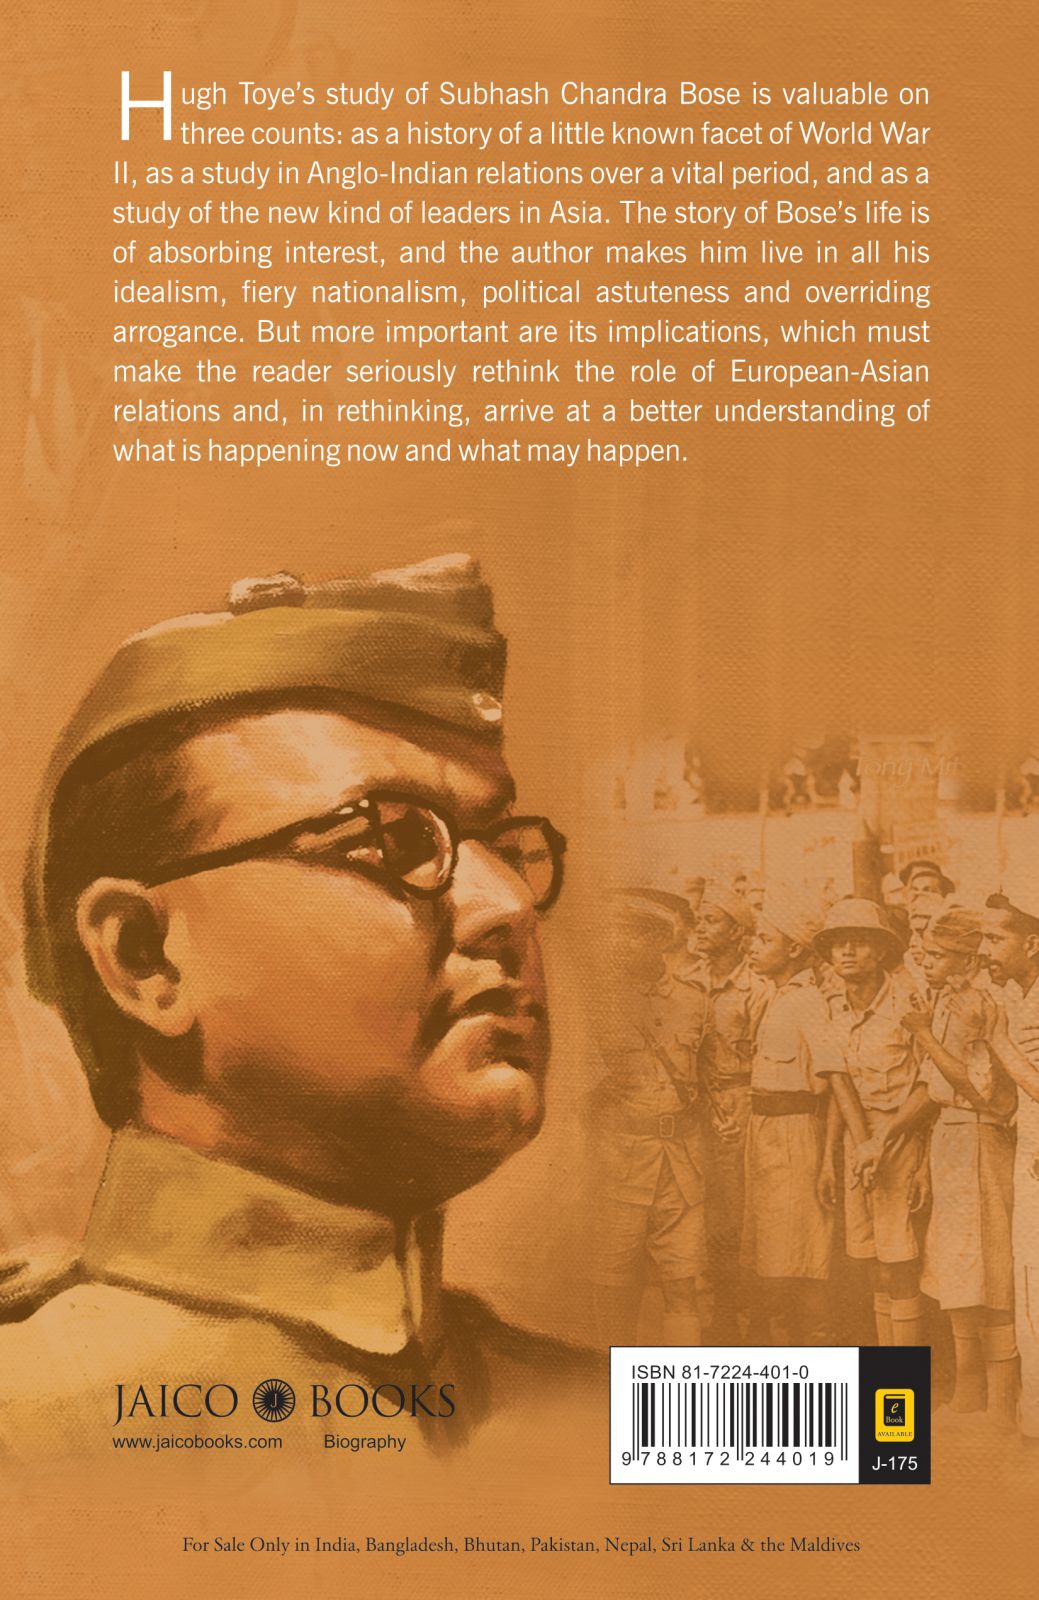 Hugh Toye's study of Subhash Chandra Bose is valuable on
three counts: as a history of a little known facet of World War
II, as a study in Anglo-Indian relations over a vital period, and as a
study of the new kind of leaders in Asia. The story of Bose's life is
of absorbing interest, and the author makes him live in all his
idealism, fiery nationalism, political astuteness and overriding
arrogance. But more important are its implications, which must
make the reader seriously rethink the role of European-Asian
relations and, in rethinking, arrive at a better understanding of
what is happening now and what may happen.
Tony
JAICO J BOOKS
www.jaicobooks.com Biography
ISBN 81-7224-401-0
9 788172 244019
e
Book
AVAILABLE
J-175
For Sale Only in India, Bangladesh, Bhutan, Pakistan, Nepal, Sri Lanka & the Maldives